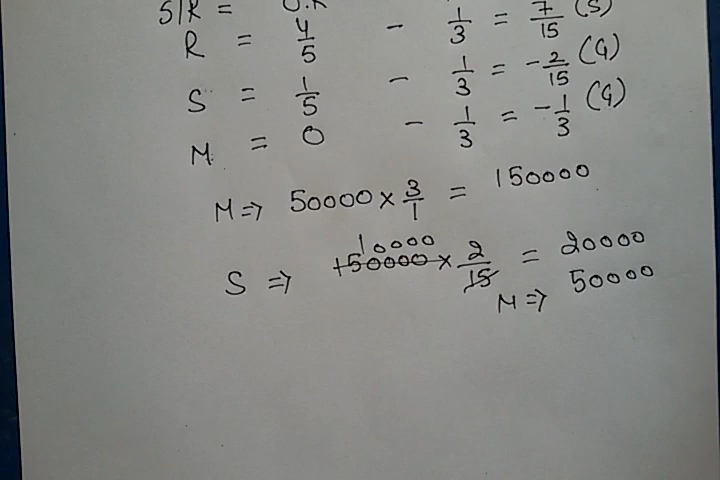 S/R = O.R
R = 4/5 - 1/3 = 7/15 (S)
S = 1/5 - 1/3 = -2/15 (G)
M = 0 - 1/3 = -1/3 (G)
M => 50000 × 3/1 = 150000
10000
S => 150000 × 2/15 = 20000
M => 50000